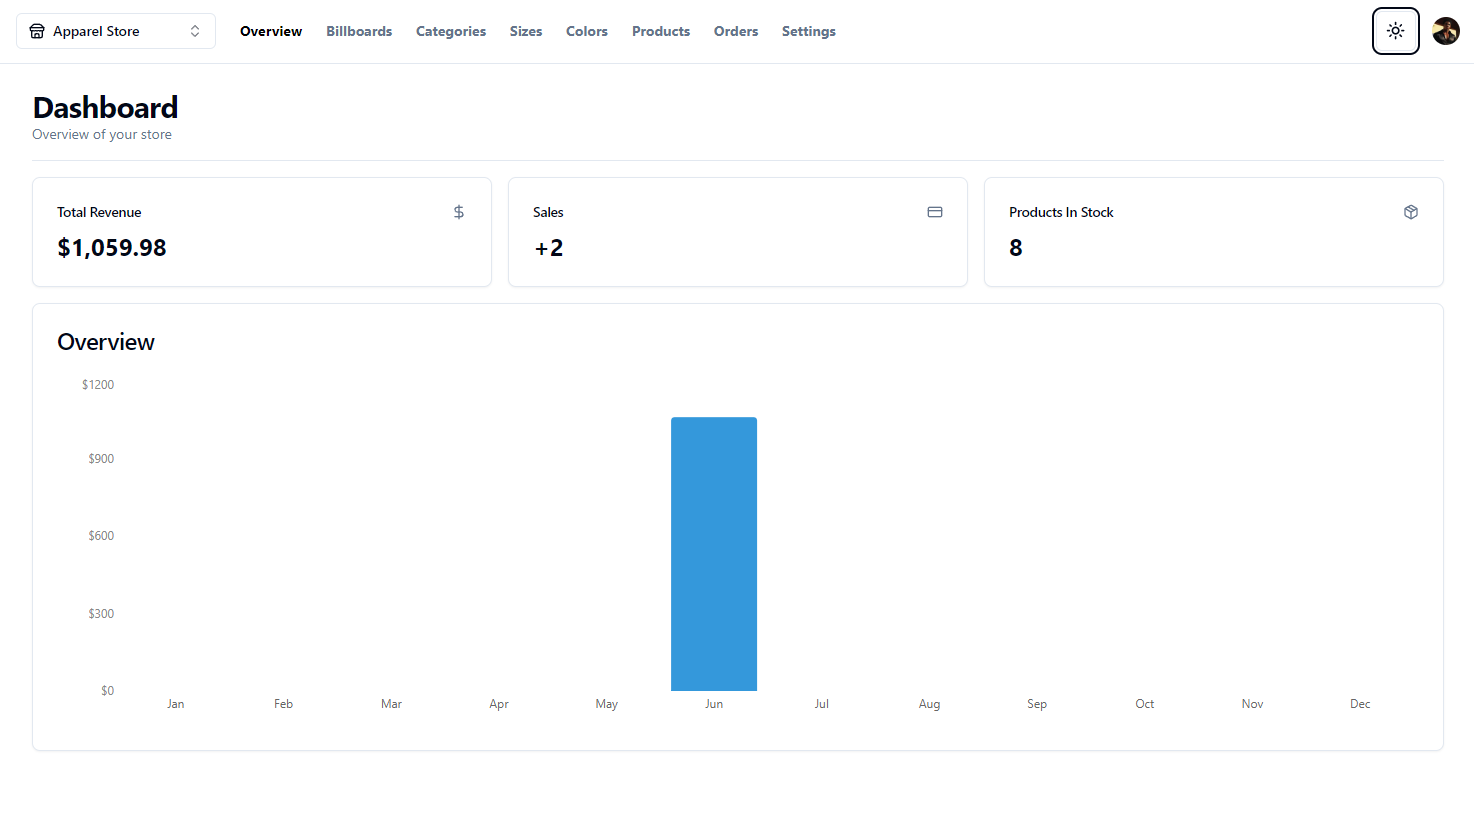 Apparel Store Overview Billboards Categories Sizes Colors Products Orders Settings
Dashboard
Overview of your store
Total Revenue
$1,059.98
Sales
+2
Products In Stock
8
Overview
$1200
$900
$600
$300
$0
Jan Feb Mar Apr May Jun Jul Aug Sep Oct Nov Dec